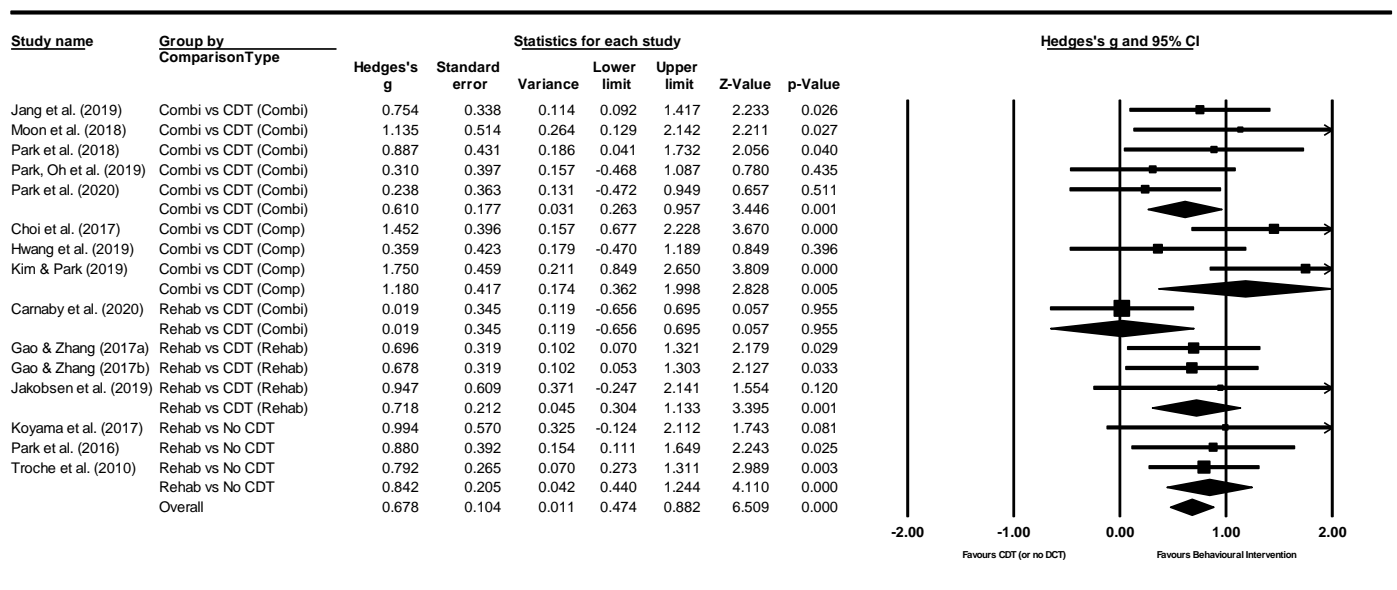 Study name Group by Statistics for each study Hedges's g and 95% CI
ComparisonType
Hedges's Standard Lower Upper
g error Variance limit limit Z-Value p-Value
Jang et al. (2019) Combi vs CDT (Combi) 0.754 0.338 0.114 0.092 1.417 2.233 0.026
Moon et al. (2018) Combi vs CDT (Combi) 1.135 0.514 0.264 0.129 2.142 2.211 0.027
Park et al. (2018) Combi vs CDT (Combi) 0.887 0.431 0.186 0.041 1.732 2.056 0.040
Park, Oh et al. (2019) Combi vs CDT (Combi) 0.310 0.397 0.157 -0.468 1.087 0.780 0.435
Park et al. (2020) Combi vs CDT (Combi) 0.238 0.363 0.131 -0.472 0.949 0.657 0.511
Combi vs CDT (Combi) 0.610 0.177 0.031 0.263 0.957 3.446 0.001
Choi et al. (2017) Combi vs CDT (Comp) 1.452 0.396 0.157 0.677 2.228 3.670 0.000
Hwang et al. (2019) Combi vs CDT (Comp) 0.359 0.423 0.179 -0.470 1.189 0.849 0.396
Kim & Park (2019) Combi vs CDT (Comp) 1.750 0.459 0.211 0.849 2.650 3.809 0.000
Combi vs CDT (Comp) 1.180 0.417 0.174 0.362 1.998 2.828 0.005
Carnaby et al. (2020) Rehab vs CDT (Combi) 0.019 0.345 0.119 -0.656 0.695 0.057 0.955
Rehab vs CDT (Combi) 0.019 0.345 0.119 -0.656 0.695 0.057 0.955
Gao & Zhang (2017a) Rehab vs CDT (Rehab) 0.696 0.319 0.102 0.070 1.321 2.179 0.029
Gao & Zhang (2017b) Rehab vs CDT (Rehab) 0.678 0.319 0.102 0.053 1.303 2.127 0.033
Jakobsen et al. (2019) Rehab vs CDT (Rehab) 0.947 0.609 0.371 -0.247 2.141 1.554 0.120
Rehab vs CDT (Rehab) 0.718 0.212 0.045 0.304 1.133 3.395 0.001
Koyama et al. (2017) Rehab vs No CDT 0.994 0.570 0.325 -0.124 2.112 1.743 0.081
Park et al. (2016) Rehab vs No CDT 0.880 0.392 0.154 0.111 1.649 2.243 0.025
Troche et al. (2010) Rehab vs No CDT 0.792 0.265 0.070 0.273 1.311 2.989 0.003
Rehab vs No CDT 0.842 0.205 0.042 0.440 1.244 4.110 0.000
Overall 0.678 0.104 0.011 0.474 0.882 6.509 0.000
-2.00 -1.00 0.00 1.00 2.00
Favours CDT (or no DCT) Favours Behavioural Intervention